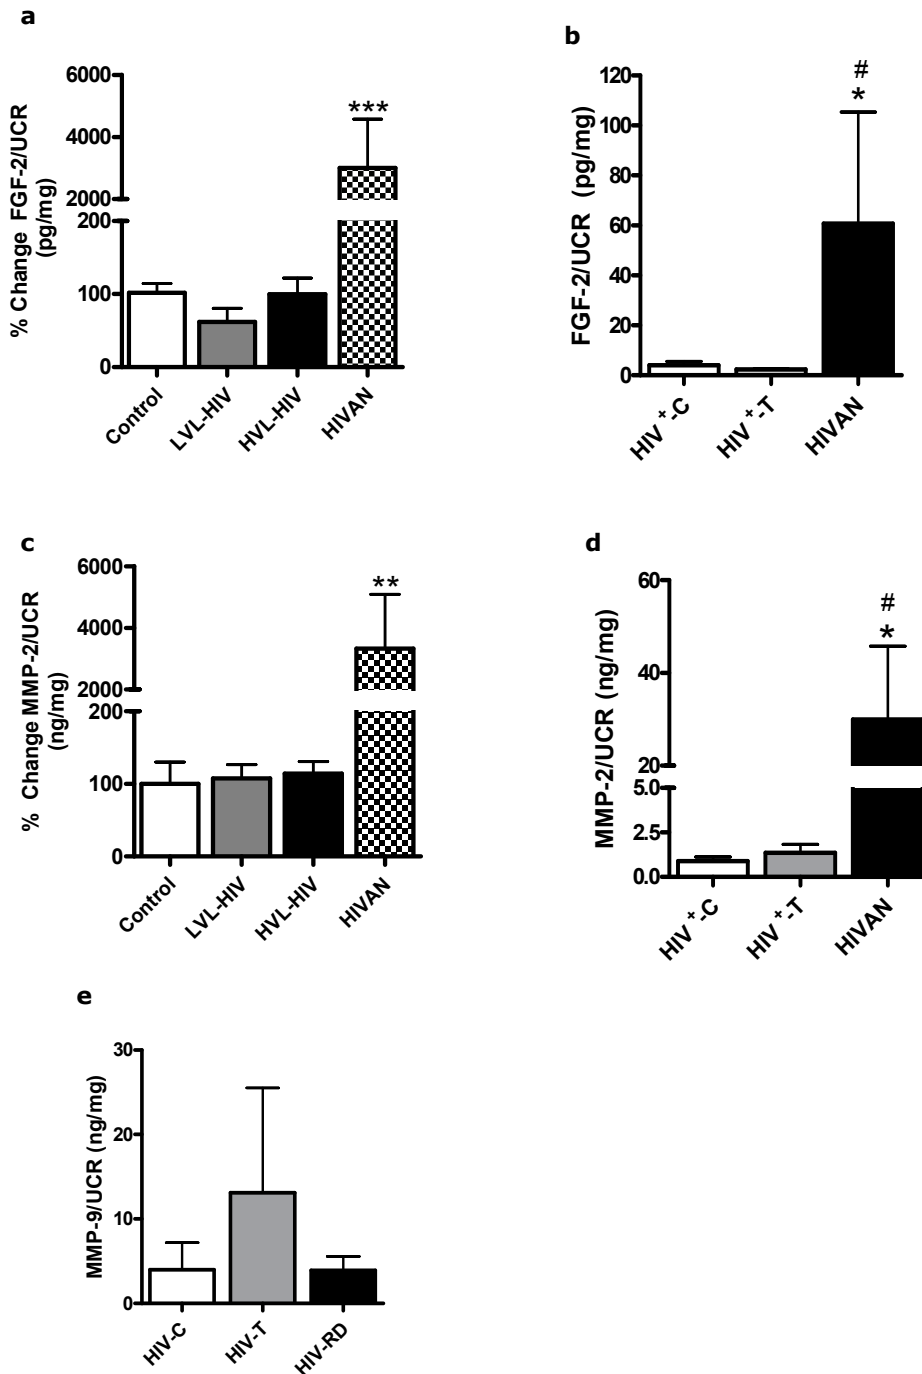 a
% Change FGF-2/UCR
(pg/mg)
6000
4000
2000
200
100
0
***
Control
LVL-HIV
HVL-HIV
HIVAN
b
FGF-2/UCR (pg/mg)
120
100
80
60
40
20
0
#
*
HIV⁺-C
HIV⁺-T
HIVAN
c
% Change MMP-2/UCR
(ng/mg)
6000
4000
2000
200
100
0
**
Control
LVL-HIV
HVL-HIV
HIVAN
d
MMP-2/UCR (ng/mg)
60
40
20
5.0
2.5
0.0
#
*
HIV⁺-C
HIV⁺-T
HIVAN
e
MMP-9/UCR (ng/mg)
30
20
10
0
HIV-C
HIV-T
HIV-RD